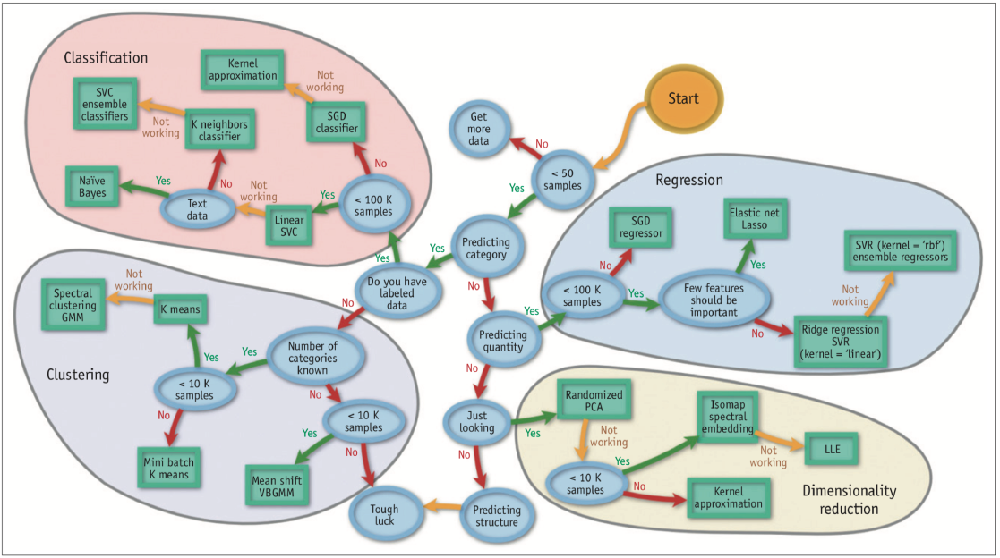 Classification
Kernel
approximation
Not
working
SVC
ensemble
classifiers
Not
working
K neighbors
classifier
SGD
classifier
No
Naïve
Bayes
Yes
Text
data
No
Not
working
Linear
SVC
Yes
< 100 K
samples
Yes
Start
Get
more
data
No
< 50
samples
Yes
Predicting
category
Yes
Do you have
labeled
data
No
No
Predicting
quantity
Yes
No
Just
looking
Yes
No
Predicting
structure
Tough
luck
Regression
SGD
regressor
No
< 100 K
samples
Yes
Elastic net
Lasso
Yes
Few features
should be
important
No
SVR (kernel = ‘rbf’)
ensemble regressors
Not
working
Ridge regression
SVR
(kernel = ‘linear’)
Clustering
Spectral
clustering
GMM
Not
working
K means
Yes
Number of
categories
known
Yes
< 10 K
samples
No
Mini batch
K means
No
< 10 K
samples
Yes
No
Mean shift
VBGMM
Randomized
PCA
Not
working
< 10 K
samples
Yes
Isomap
spectral
embedding
Not
working
LLE
No
Kernel
approximation
Dimensionality
reduction